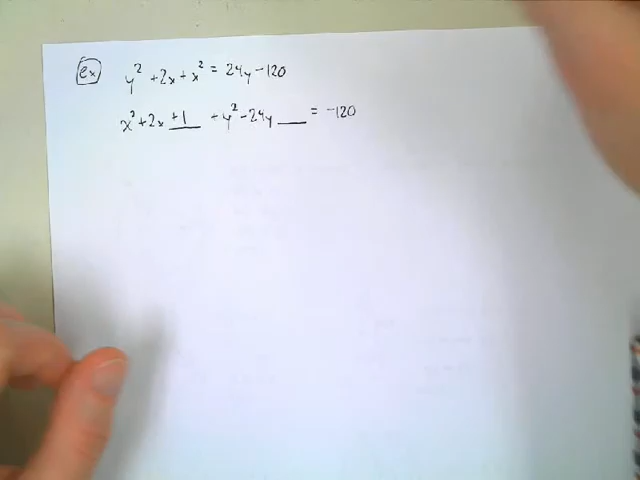 ex y² + 2x + x² = 24y - 120
x² + 2x +1 + y² - 24y ___ = -120